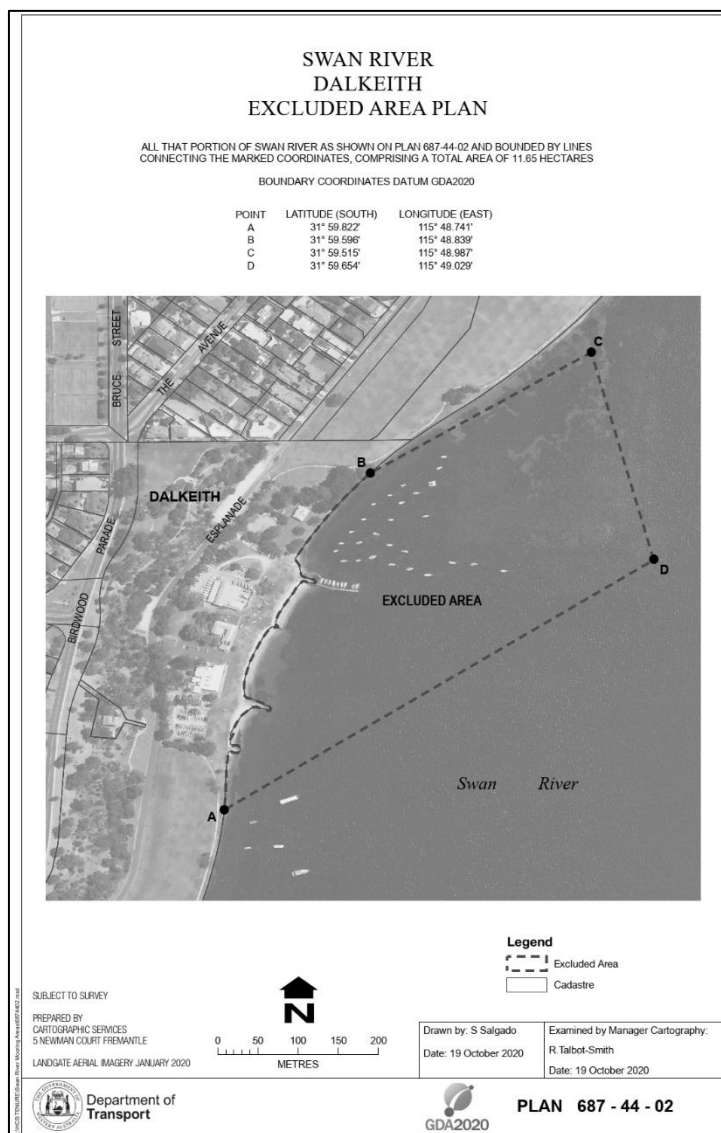 SWAN RIVER
DALKEITH
EXCLUDED AREA PLAN
ALL THAT PORTION OF SWAN RIVER AS SHOWN ON PLAN 687-44-02 AND BOUNDED BY LINES
CONNECTING THE MARKED COORDINATES, COMPRISING A TOTAL AREA OF 11.65 HECTARES
BOUNDARY COORDINATES DATUM GDA2020
POINT LATITUDE (SOUTH) LONGITUDE (EAST)
A 31° 59.822' 115° 48.741'
B 31° 59.596' 115° 48.839'
C 31° 59.515' 115° 48.987'
D 31° 59.654' 115° 49.029'
BRUCE STREET
THE AVENUE
C
B
DALKEITH
ESPLANADE
BIRDWOOD PARADE
D
EXCLUDED AREA
Swan River
A
Legend
Excluded Area
Cadastre
SUBJECT TO SURVEY
PREPARED BY
CARTOGRAPHIC SERVICES
5 NEWMAN COURT FREMANTLE
LANDGATE AERIAL IMAGERY JANUARY 2020
N
0 50 100 150 200
METRES
Drawn by: S Salgado
Date: 19 October 2020
Examined by Manager Cartography:
R.Talbot-Smith
Date: 19 October 2020
Department of
Transport
GDA2020
PLAN 687 - 44 - 02